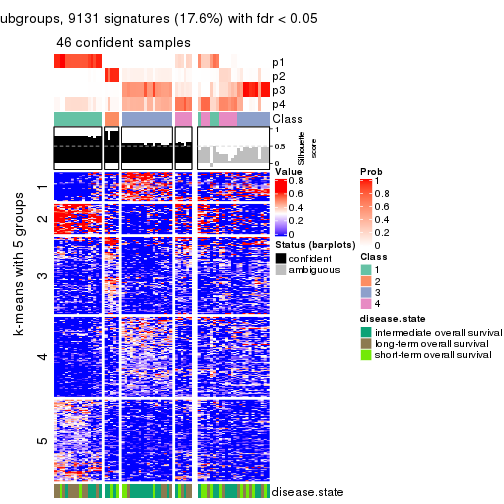 ubgroups, 9131 signatures (17.6%) with fdr < 0.05
46 confident samples
p1
p2
p3
p4
Class
1
0.5
0
Silhouette
score
k-means with 5 groups
1
2
3
4
5
Value
0.8
0.6
0.4
0.2
0
Status (barplots)
confident
ambiguous
Prob
1
0.8
0.6
0.4
0.2
0
Class
1
2
3
4
disease.state
intermediate overall survival
long-term overall survival
short-term overall survival
disease.state